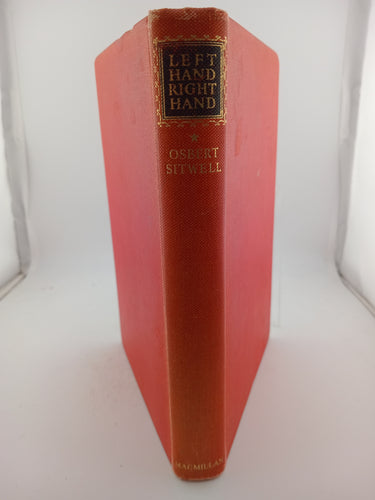 LEFT
HAND
RIGHT
HAND
*
OSBERT
SITWELL
MACMILLAN